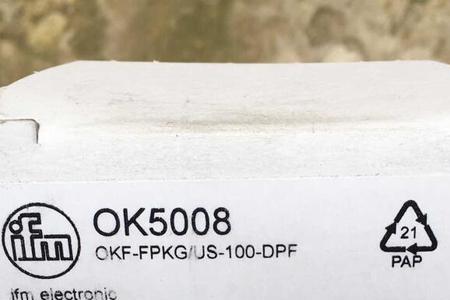 ifm
OK5008
OKF-FPKG/US-100-DPF
21
PAP
ifm electronic